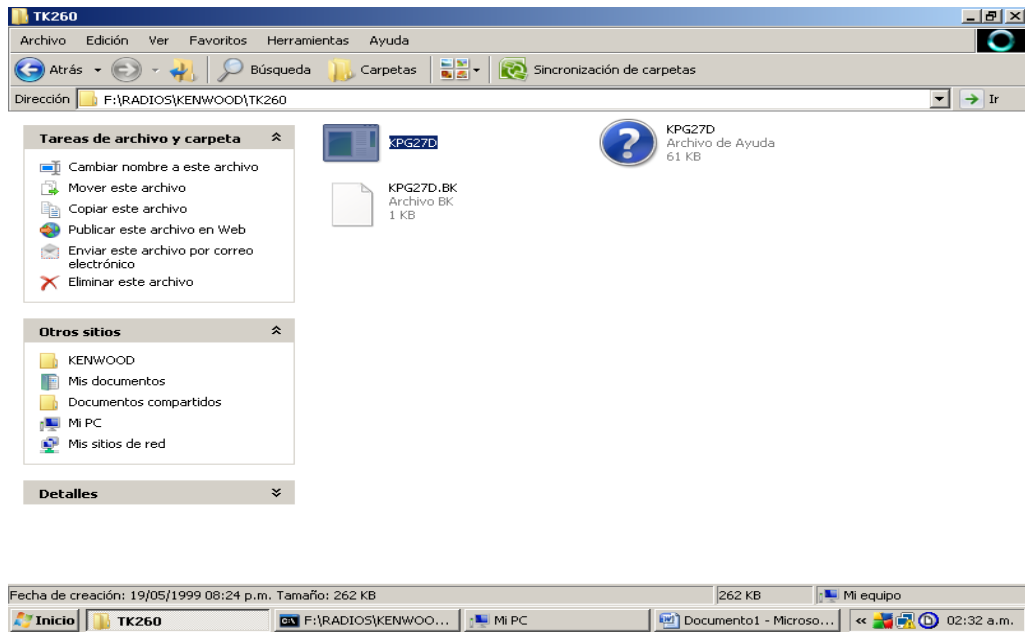 TK260
Archivo Edición Ver Favoritos Herramientas Ayuda
Atrás Búsqueda Carpetas Sincronización de carpetas
Dirección F:\RADIOS\KENWOOD\TK260 Ir
Tareas de archivo y carpeta
Cambiar nombre a este archivo
Mover este archivo
Copiar este archivo
Publicar este archivo en Web
Enviar este archivo por correo
electrónico
Eliminar este archivo
Otros sitios
KENWOOD
Mis documentos
Documentos compartidos
Mi PC
Mis sitios de red
Detalles
KPG27D
KPG27D
Archivo de Ayuda
61 KB
KPG27D.BK
Archivo BK
1 KB
Fecha de creación: 19/05/1999 08:24 p.m. Tamaño: 262 KB 262 KB Mi equipo
Inicio TK260 F:\RADIOS\KENWOO... Mi PC Documento1 - Microso... « 02:32 a.m.